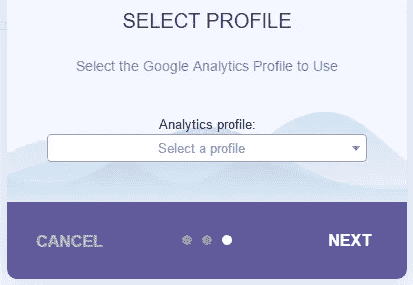 SELECT PROFILE
Select the Google Analytics Profile to Use
Analytics profile:
Select a profile
CANCEL NEXT